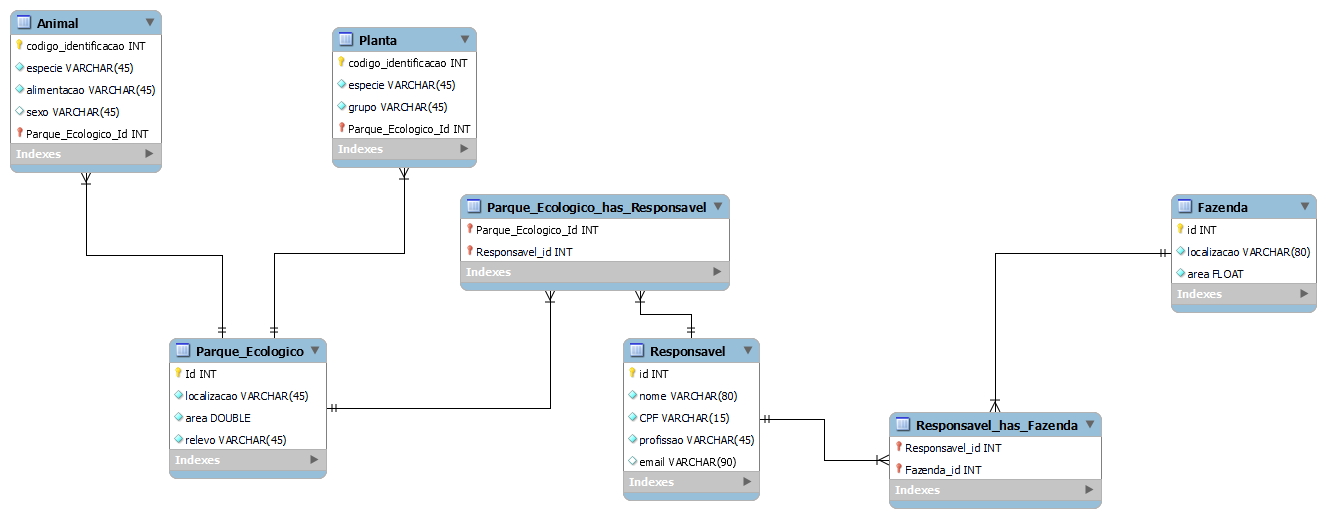 Animal
codigo_identificacao INT
especie VARCHAR(45)
alimentacao VARCHAR(45)
sexo VARCHAR(45)
Parque_Ecologico_Id INT
Indexes
Planta
codigo_identificacao INT
especie VARCHAR(45)
grupo VARCHAR(45)
Parque_Ecologico_Id INT
Indexes
Parque_Ecologico_has_Responsavel
Parque_Ecologico_Id INT
Responsavel_id INT
Indexes
Fazenda
id INT
localizacao VARCHAR(80)
area FLOAT
Indexes
Parque_Ecologico
Id INT
localizacao VARCHAR(45)
area DOUBLE
relevo VARCHAR(45)
Indexes
Responsavel
id INT
nome VARCHAR(80)
CPF VARCHAR(15)
profissao VARCHAR(45)
email VARCHAR(90)
Indexes
Responsavel_has_Fazenda
Responsavel_id INT
Fazenda_id INT
Indexes